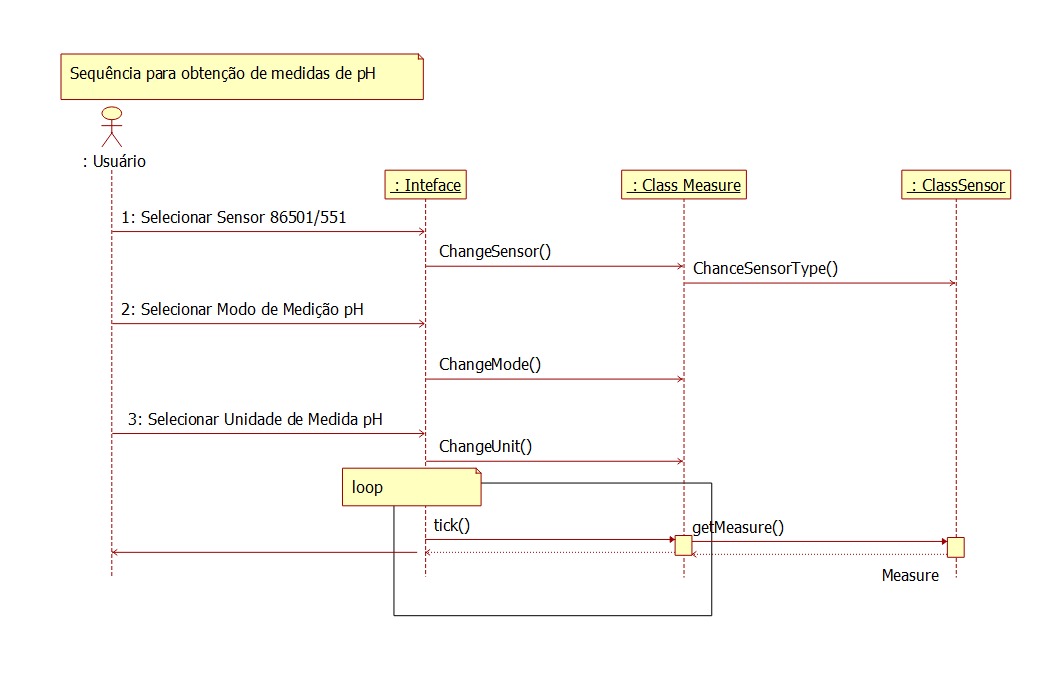 Sequência para obtenção de medidas de pH
: Usuário
: Inteface
: Class Measure
: ClassSensor
1: Selecionar Sensor 86501/551
ChangeSensor()
ChanceSensorType()
2: Selecionar Modo de Medição pH
ChangeMode()
3: Selecionar Unidade de Medida pH
ChangeUnit()
loop
tick()
getMeasure()
Measure